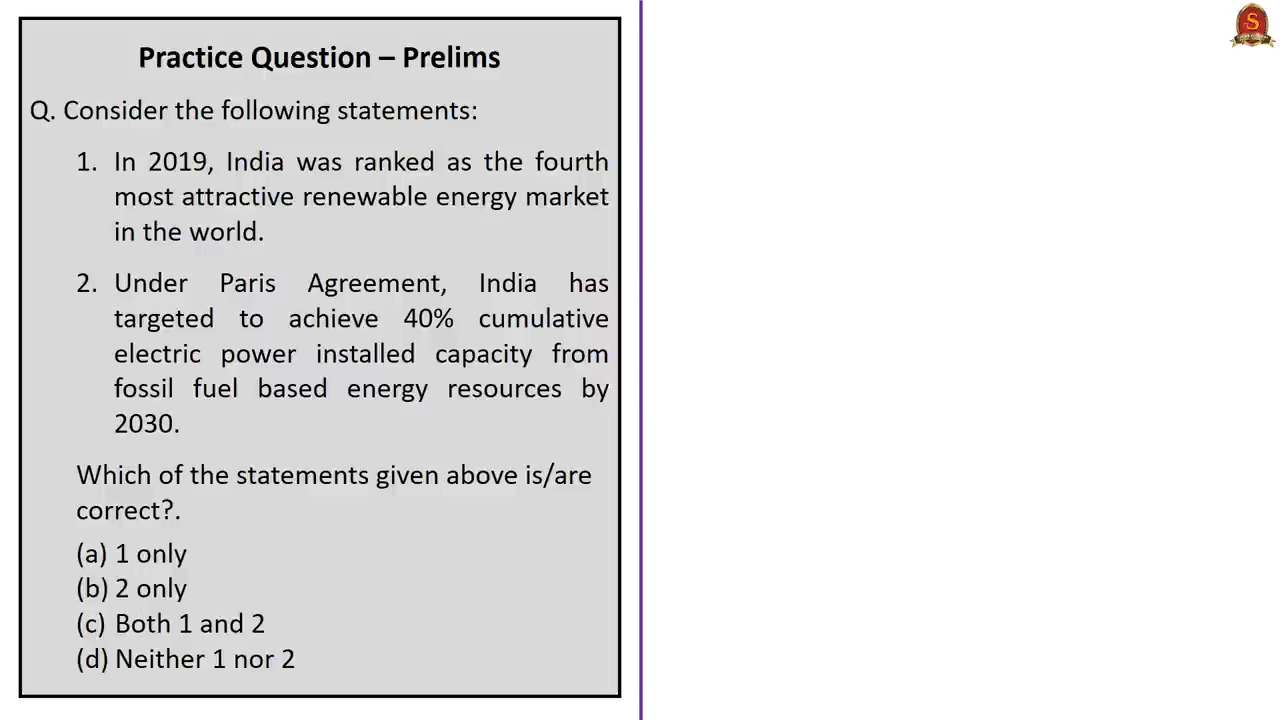 Practice Question – Prelims
Q. Consider the following statements:
1. In 2019, India was ranked as the fourth
most attractive renewable energy market
in the world.
2. Under Paris Agreement, India has
targeted to achieve 40% cumulative
electric power installed capacity from
fossil fuel based energy resources by
2030.
Which of the statements given above is/are
correct?.
(a) 1 only
(b) 2 only
(c) Both 1 and 2
(d) Neither 1 nor 2
S